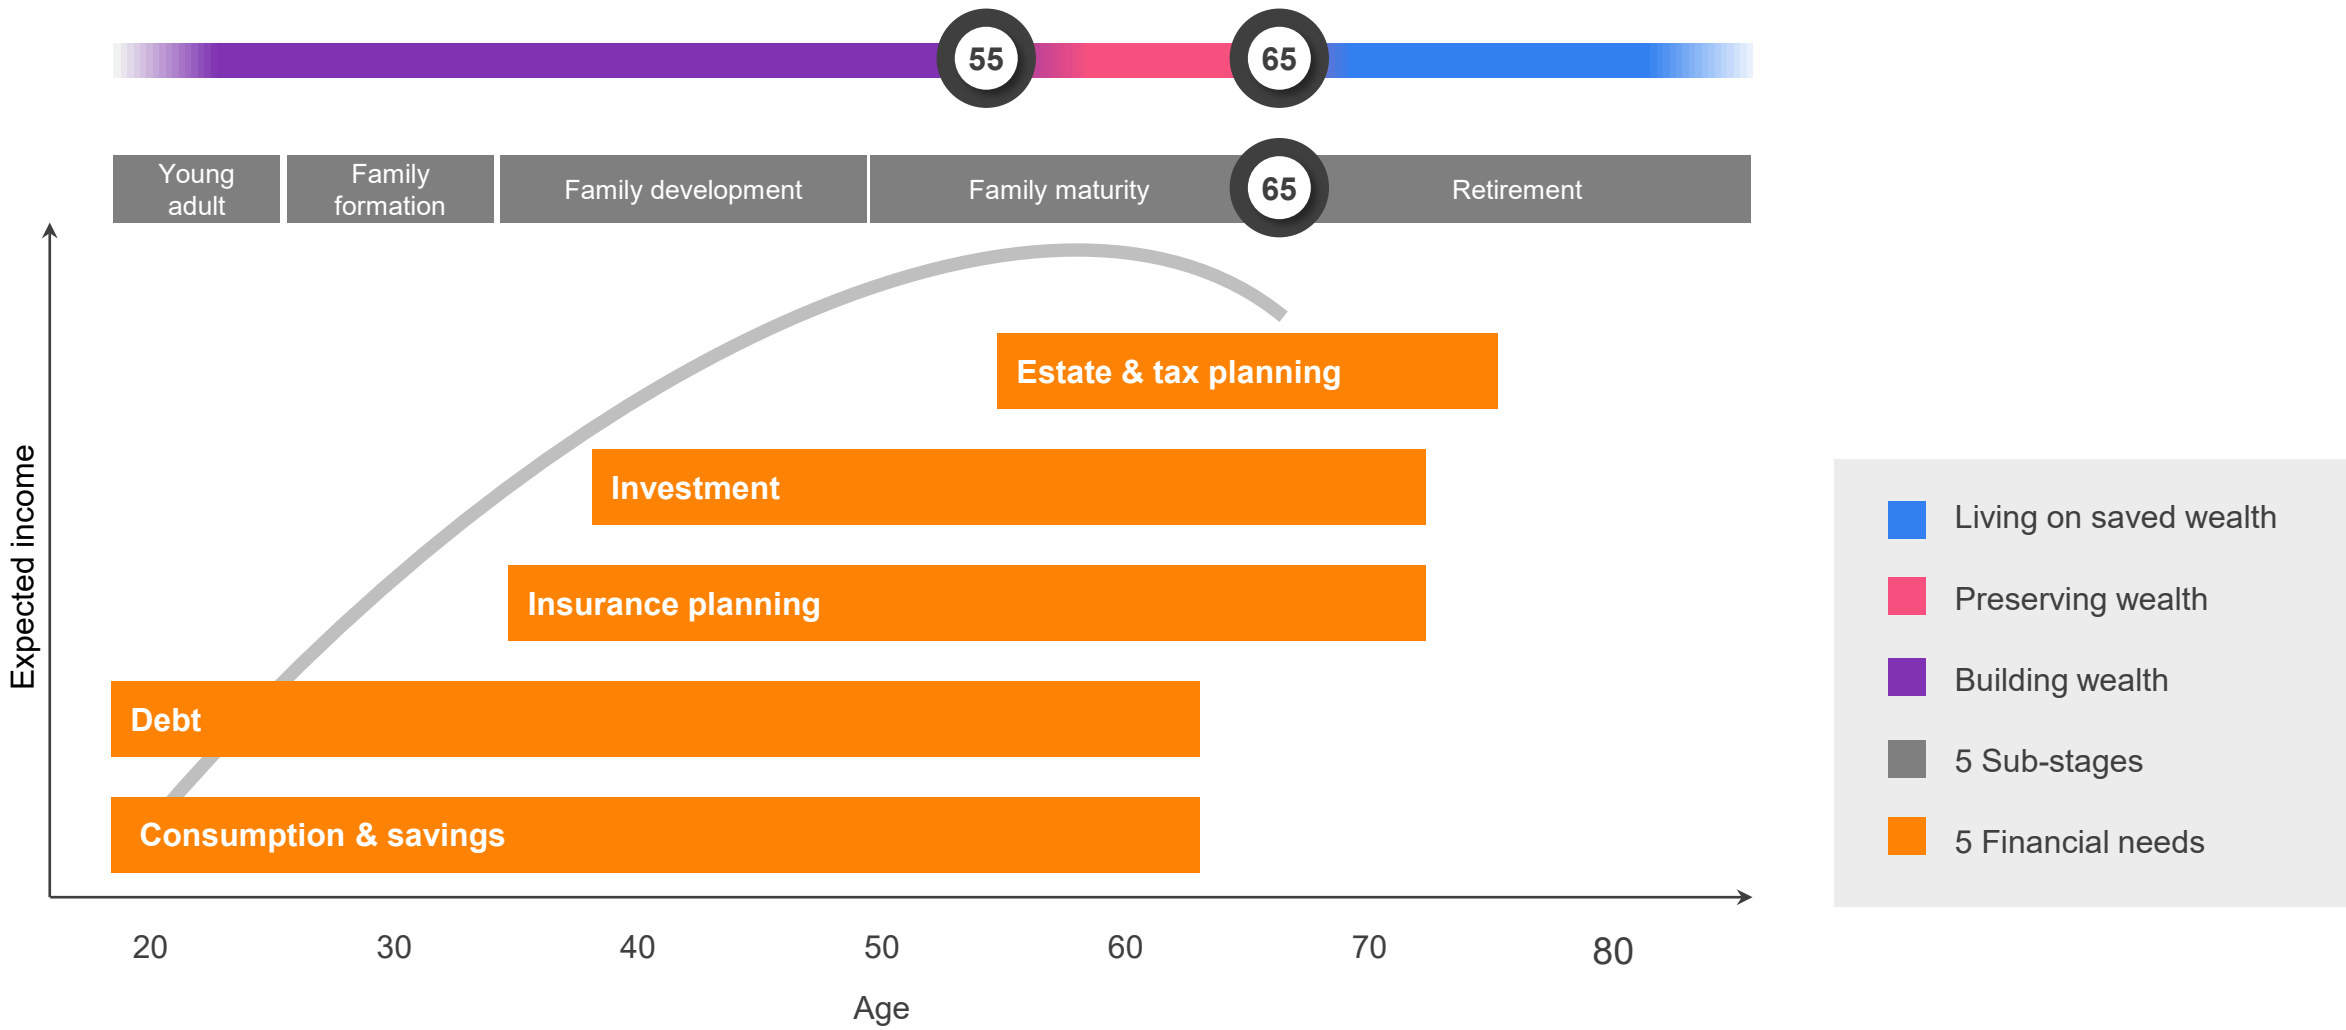 55
65
Young
adult
Family
formation
Family development
Family maturity
65
Retirement
Expected income
Estate & tax planning
Investment
Insurance planning
Debt
Consumption & savings
20
30
40
50
60
70
80
Age
Living on saved wealth
Preserving wealth
Building wealth
5 Sub-stages
5 Financial needs